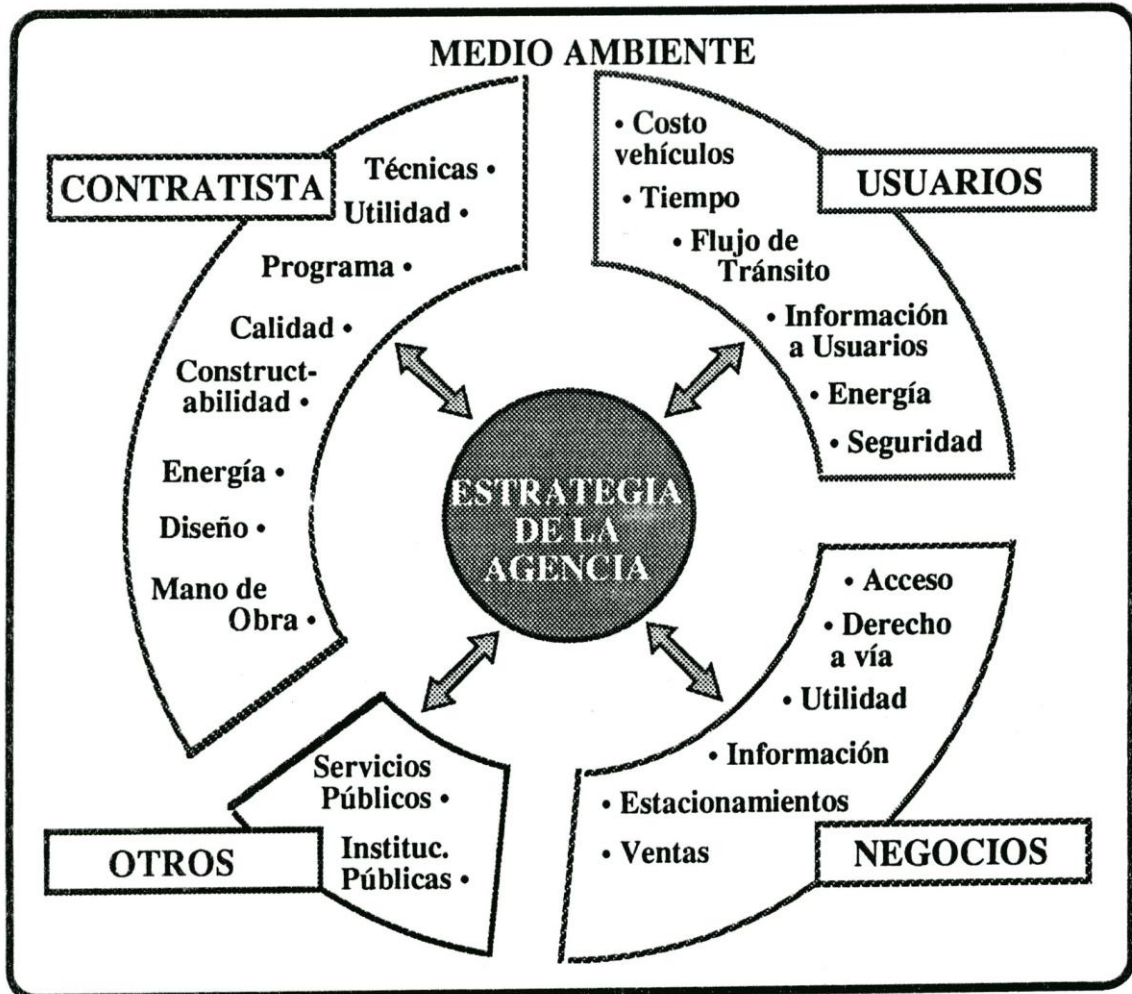 MEDIO AMBIENTE
CONTRATISTA
Técnicas •
Utilidad •
Programa •
Calidad •
Construct-
abilidad •
Energía •
Diseño •
Mano de
Obra •
USUARIOS
• Costo
vehículos
• Tiempo
• Flujo de
Tránsito
• Información
a Usuarios
• Energía
• Seguridad
ESTRATEGIA
DE LA
AGENCIA
OTROS
Servicios
Públicos •
Instituc.
Públicas •
• Acceso
• Derecho
a vía
• Utilidad
• Información
• Estacionamientos
• Ventas
NEGOCIOS